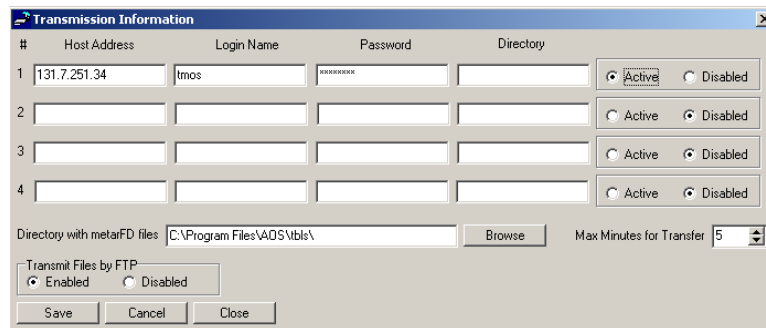 Transmission Information
# Host Address Login Name Password Directory
1 131.7.251.34 tmos ******** Active Disabled
2 Active Disabled
3 Active Disabled
4 Active Disabled
Directory with metarFD files C:\Program Files\AOS\tbls\ Browse Max Minutes for Transfer 5
Transmit Files by FTP
Enabled Disabled
Save Cancel Close